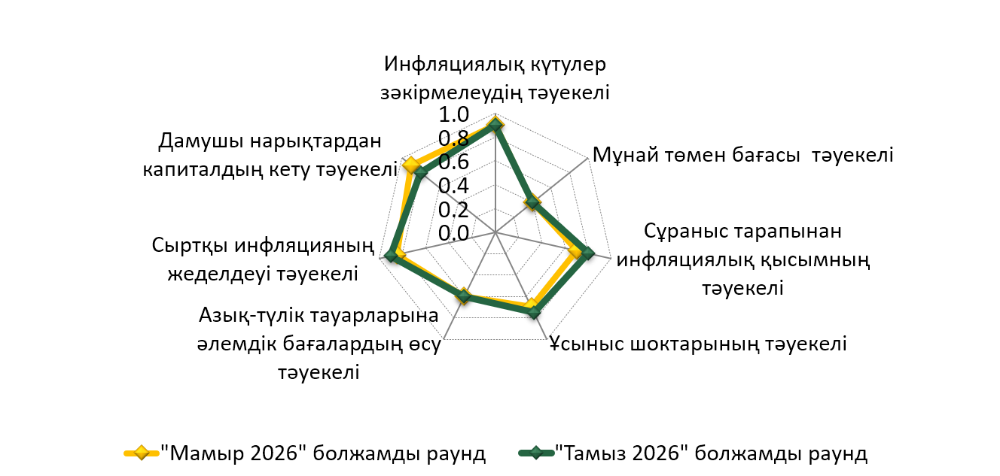 Инфляциялық күтулер
зәкірмелеудің тәуекелі
1.0
0.8
0.6
0.4
0.2
0.0
Мұнай төмен бағасы  тәуекелі
Сұраныс тарапынан
инфляциялық қысымның
тәуекелі
Ұсыныс шоктарының тәуекелі
Азық-түлік тауарларына
әлемдік бағалардың өсу
тәуекелі
Сыртқы инфляцияның
жеделдеуі тәуекелі
Дамушы нарықтардан
капиталдың кету тәуекелі
"Мамыр 2026" болжамды раунд
"Тамыз 2026" болжамды раунд